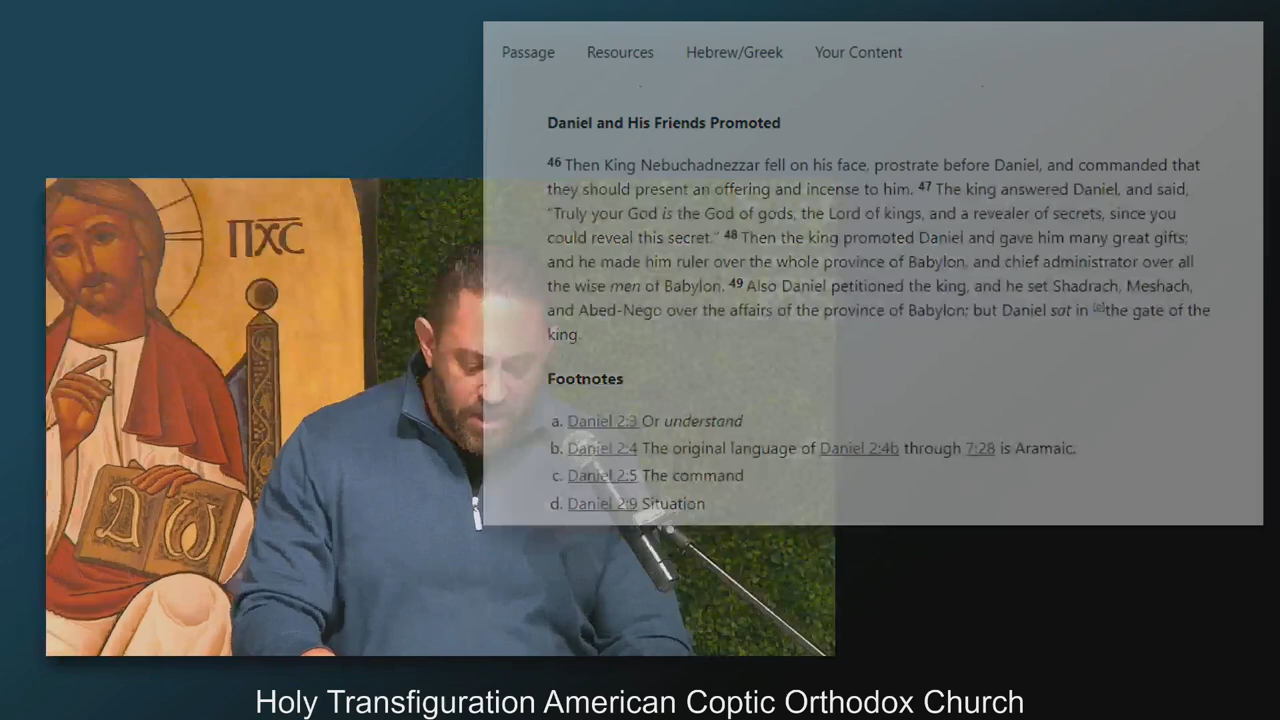 Passage Resources Hebrew/Greek Your Content
Daniel and His Friends Promoted
46 Then King Nebuchadnezzar fell on his face, prostrate before Daniel, and commanded that
they should present an offering and incense to him. 47 The king answered Daniel, and said,
“Truly your God is the God of gods, the Lord of kings, and a revealer of secrets, since you
could reveal this secret.” 48 Then the king promoted Daniel and gave him many great gifts;
and he made him ruler over the whole province of Babylon, and chief administrator over all
the wise men of Babylon. 49 Also Daniel petitioned the king, and he set Shadrach, Meshach,
and Abed-Nego over the affairs of the province of Babylon; but Daniel sat in [e]the gate of the
king.
Footnotes
a. Daniel 2:3 Or understand
b. Daniel 2:4 The original language of Daniel 2:4b through 7:28 is Aramaic.
c. Daniel 2:5 The command
d. Daniel 2:9 Situation
ΠΧС
Δ Ѡ
Holy Transfiguration American Coptic Orthodox Church